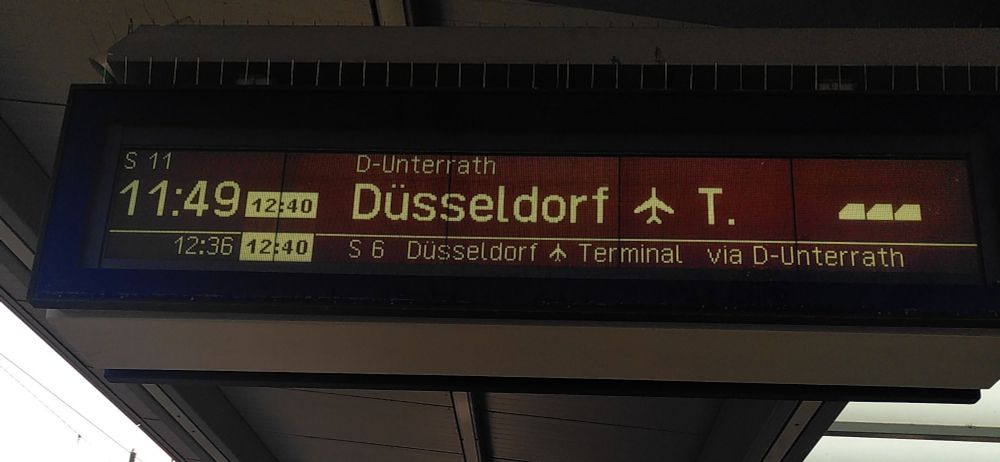 S 11 D-Unterrath
11:49 12:40 Düsseldorf ✈ T.
12:36 12:40 S 6 Düsseldorf ✈ Terminal via D-Unterrath